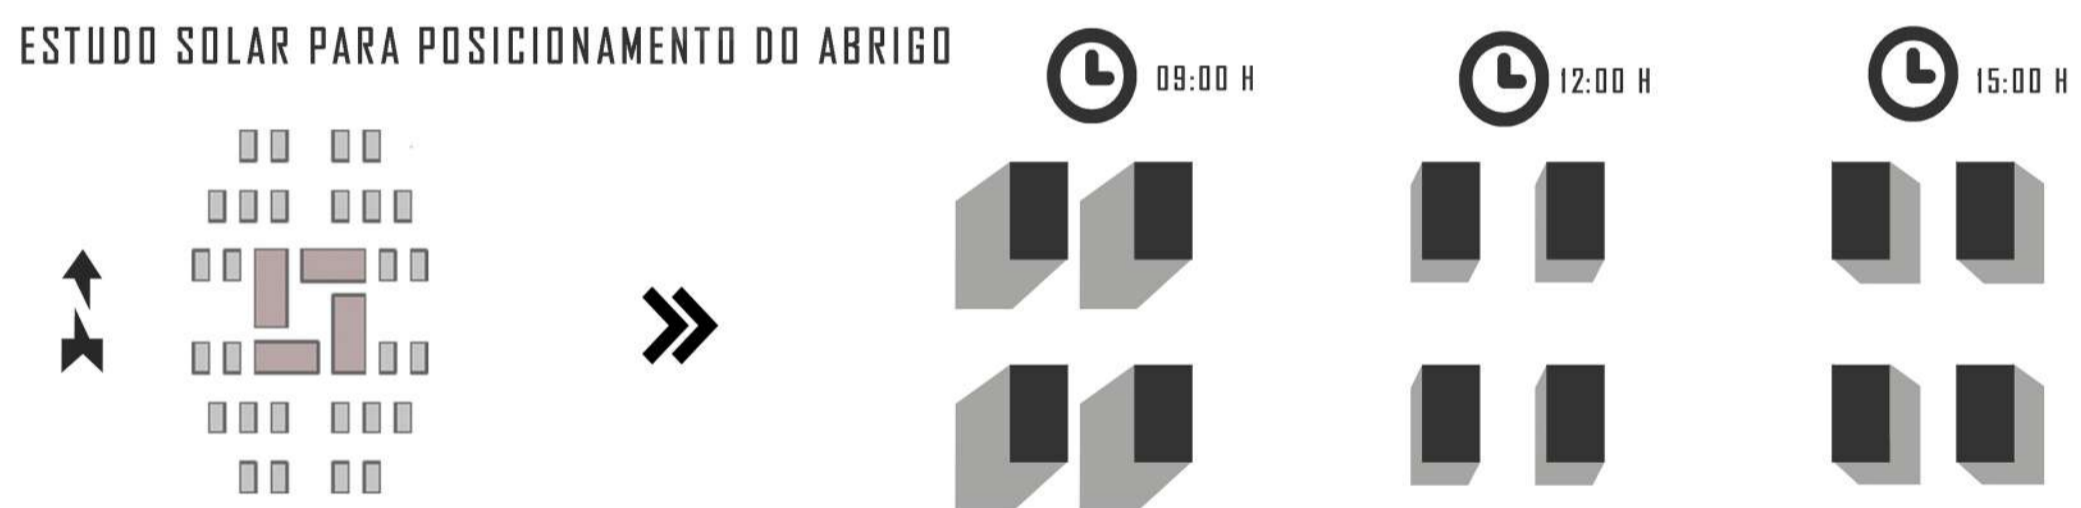 ESTUDO SOLAR PARA POSICIONAMENTO DO ABRIGO
09:00 H
12:00 H
15:00 H